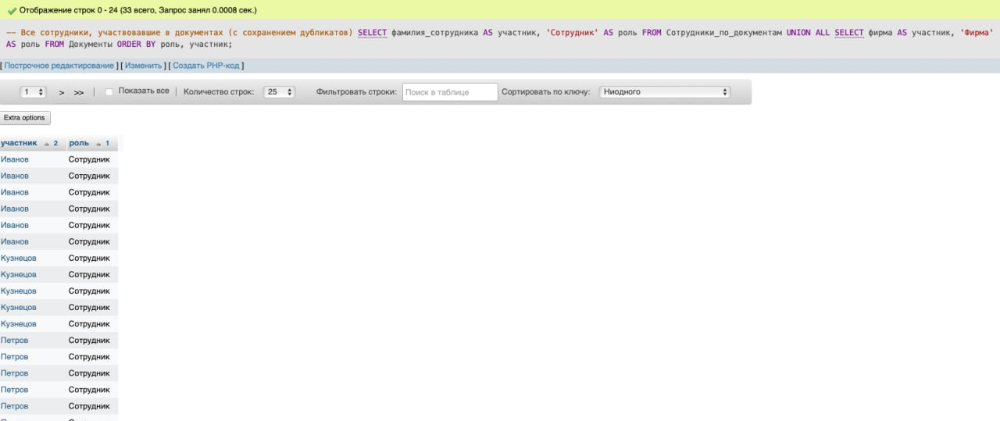 Отображение строк 0 - 24 (33 всего, Запрос занял 0.0008 сек.)
-- Все сотрудники, участвовавшие в документах (с сохранением дубликатов) SELECT фамилия_сотрудника AS участник, 'Сотрудник' AS роль FROM Сотрудники_по_документам UNION ALL SELECT фирма AS участник, 'Фирма'
AS роль FROM Документы ORDER BY роль, участник;
[ Построчное редактирование ] [ Изменить ] [ Создать PHP-код ]
1 > >> | Показать все | Количество строк: 25 Фильтровать строки: Поиск в таблице Сортировать по ключу: Ниодного
Extra options
участник 2 роль 1
Иванов Сотрудник
Иванов Сотрудник
Иванов Сотрудник
Иванов Сотрудник
Иванов Сотрудник
Иванов Сотрудник
Кузнецов Сотрудник
Кузнецов Сотрудник
Кузнецов Сотрудник
Кузнецов Сотрудник
Кузнецов Сотрудник
Петров Сотрудник
Петров Сотрудник
Петров Сотрудник
Петров Сотрудник
Петров Сотрудник